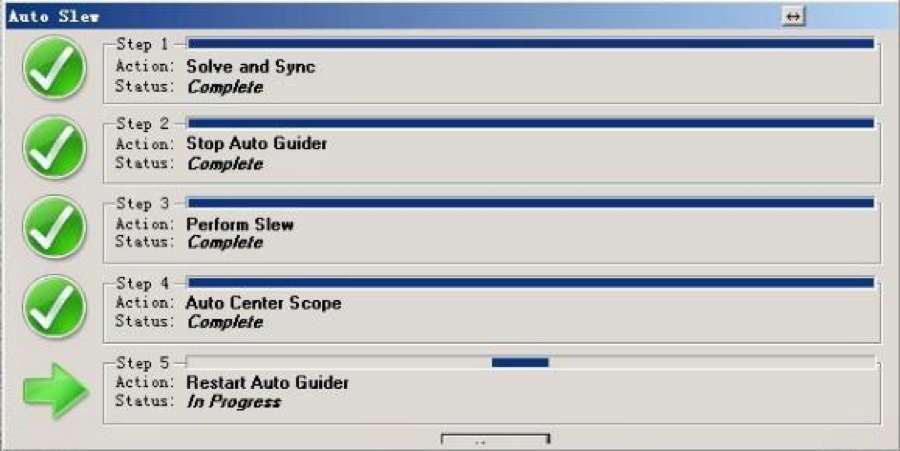 Auto Slew
Step 1
Action: Solve and Sync
Status: Complete
Step 2
Action: Stop Auto Guider
Status: Complete
Step 3
Action: Perform Slew
Status: Complete
Step 4
Action: Auto Center Scope
Status: Complete
Step 5
Action: Restart Auto Guider
Status: In Progress